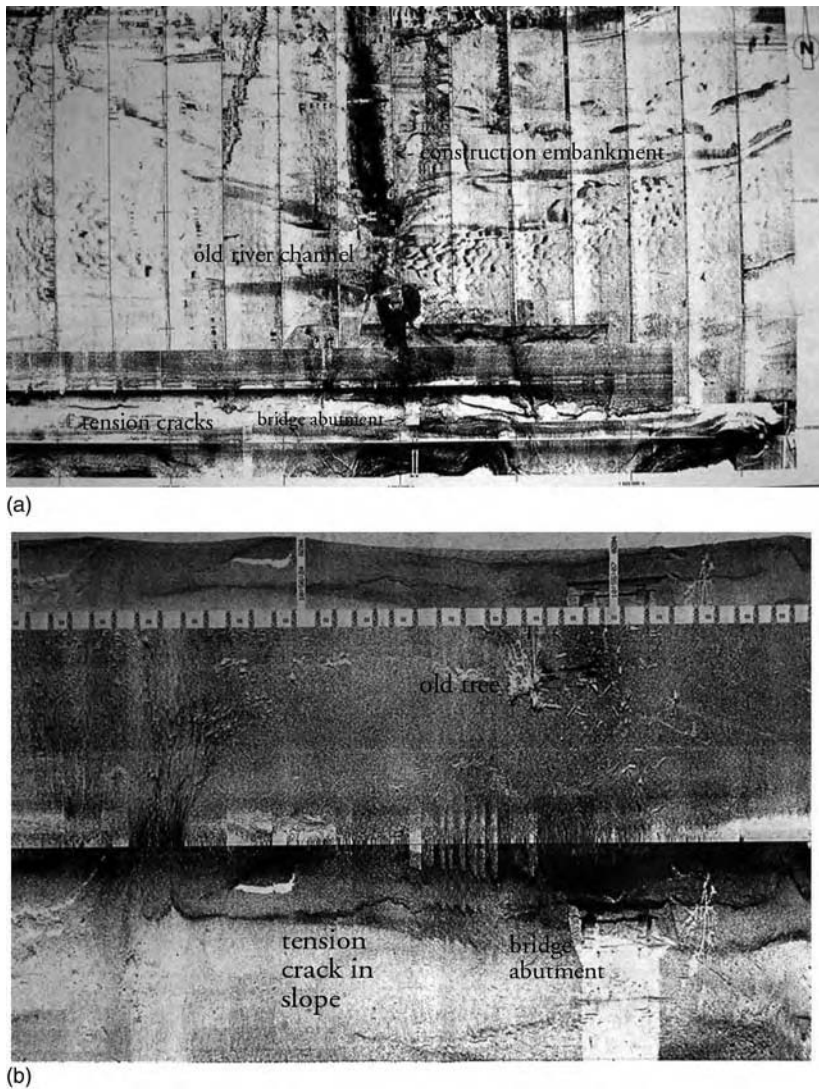 N
<- construction embankment-
old river channel
tension cracks
bridge abutment->
(a)
old tree
tension
crack in
slope
bridge
abutment
(b)